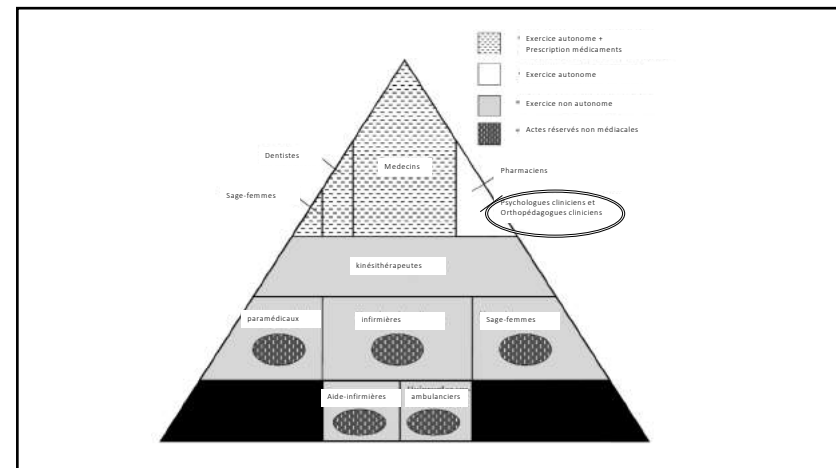 Exercice autonome +
Prescription médicaments
Exercice autonome
Exercice non autonome
Actes réservés non médiacales
Dentistes
Medecins
Pharmaciens
Sage-femmes
Psychologues cliniciens et
Orthopédagogues cliniciens
kinésithérapeutes
paramédicaux
infirmières
Sage-femmes
Aide-infirmières
ambulanciers